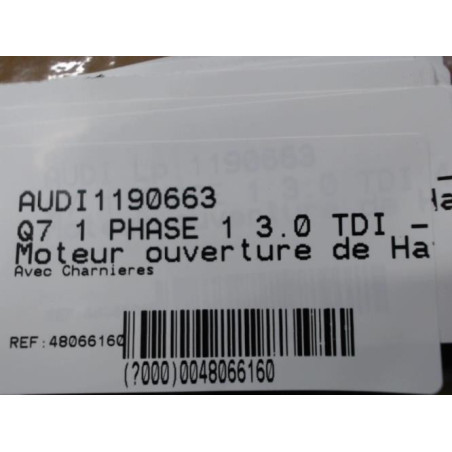 AUDI1190663
Q7 1 PHASE 1 3.0 TDI –
Moteur ouverture de Ha
Avec Charnieres
REF:48066160
(?000)0048066160